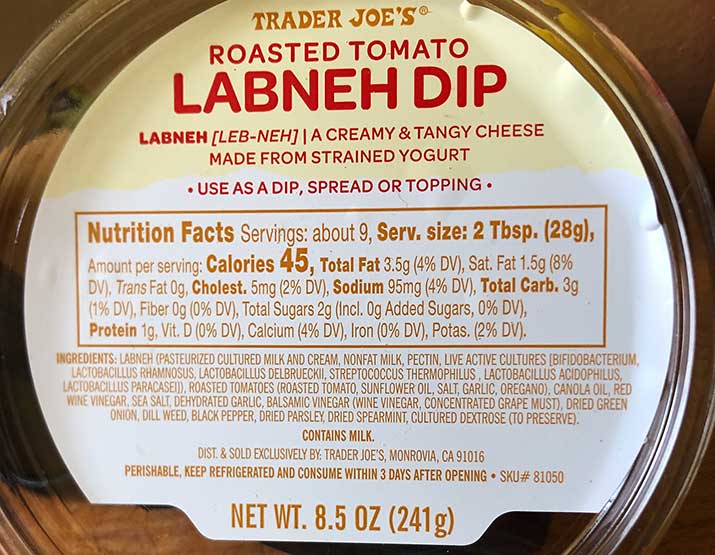 TRADER JOE'S®
ROASTED TOMATO
LABNEH DIP
LABNEH [LEB-NEH] | A CREAMY & TANGY CHEESE
MADE FROM STRAINED YOGURT
• USE AS A DIP, SPREAD OR TOPPING •
Nutrition Facts Servings: about 9, Serv. size: 2 Tbsp. (28g),
Amount per serving: Calories 45, Total Fat 3.5g (4% DV), Sat. Fat 1.5g (8%
DV), Trans Fat 0g, Cholest. 5mg (2% DV), Sodium 95mg (4% DV), Total Carb. 3g
(1% DV), Fiber 0g (0% DV), Total Sugars 2g (Incl. 0g Added Sugars, 0% DV),
Protein 1g, Vit. D (0% DV), Calcium (4% DV), Iron (0% DV), Potas. (2% DV).
INGREDIENTS: LABNEH (PASTEURIZED CULTURED MILK AND CREAM, NONFAT MILK, PECTIN, LIVE ACTIVE CULTURES [BIFIDOBACTERIUM,
LACTOBACILLUS RHAMNOSUS, LACTOBACILLUS DELBRUECKII, STREPTOCOCCUS THERMOPHILUS , LACTOBACILLUS ACIDOPHILUS,
LACTOBACILLUS PARACASEI]), ROASTED TOMATOES (ROASTED TOMATO, SUNFLOWER OIL, SALT, GARLIC, OREGANO), CANOLA OIL, RED
WINE VINEGAR, SEA SALT, DEHYDRATED GARLIC, BALSAMIC VINEGAR (WINE VINEGAR, CONCENTRATED GRAPE MUST), DRIED GREEN
ONION, DILL WEED, BLACK PEPPER, DRIED PARSLEY, DRIED SPEARMINT, CULTURED DEXTROSE (TO PRESERVE).
CONTAINS MILK.
DIST. & SOLD EXCLUSIVELY BY: TRADER JOE'S, MONROVIA, CA 91016
PERISHABLE, KEEP REFRIGERATED AND CONSUME WITHIN 3 DAYS AFTER OPENING • SKU# 81050
NET WT. 8.5 OZ (241g)